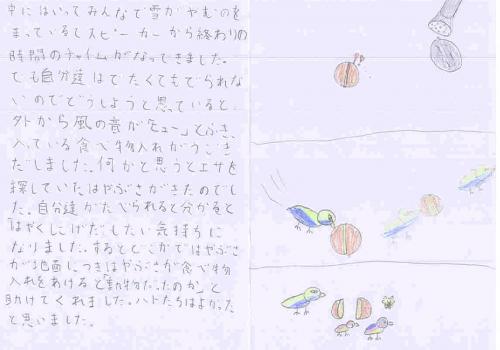 中にはいってみんなで雪がやむのを
まっているとスピーカーから終わりの
時間のチャイムがなってきました。
でも自分達はでたくてもでられな
いのでどうしようと思っていると、
外から風の音が「ビュー」とふき
入っている食べ物入れがうごき
だしました。何かと思うとエサを
探していたはやぶさがきたのでし
た。自分達がたべられると分かると
「はやくにげだしたい気持ちに
なりました。するとどこかではやぶさ
が地面につきはやぶさが食べ物
入れをあけると「動物だったのか」と
助けてくれました。ハトたちはよかった
と思いました。
!?